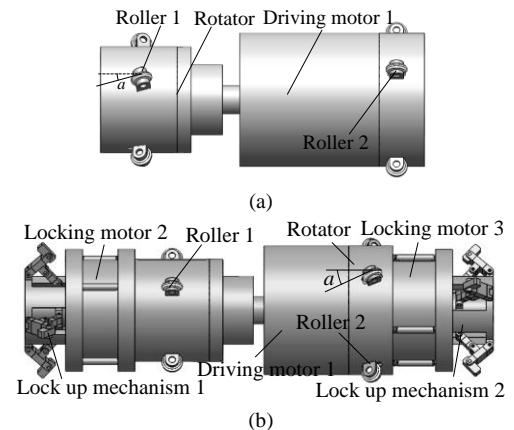 Roller 1
Rotator
Driving motor 1
a
Roller 2
(a)
Locking motor 2
Roller 1
Rotator
Locking motor 3
a
Roller 2
Driving motor 1
Lock up mechanism 1
Lock up mechanism 2
(b)